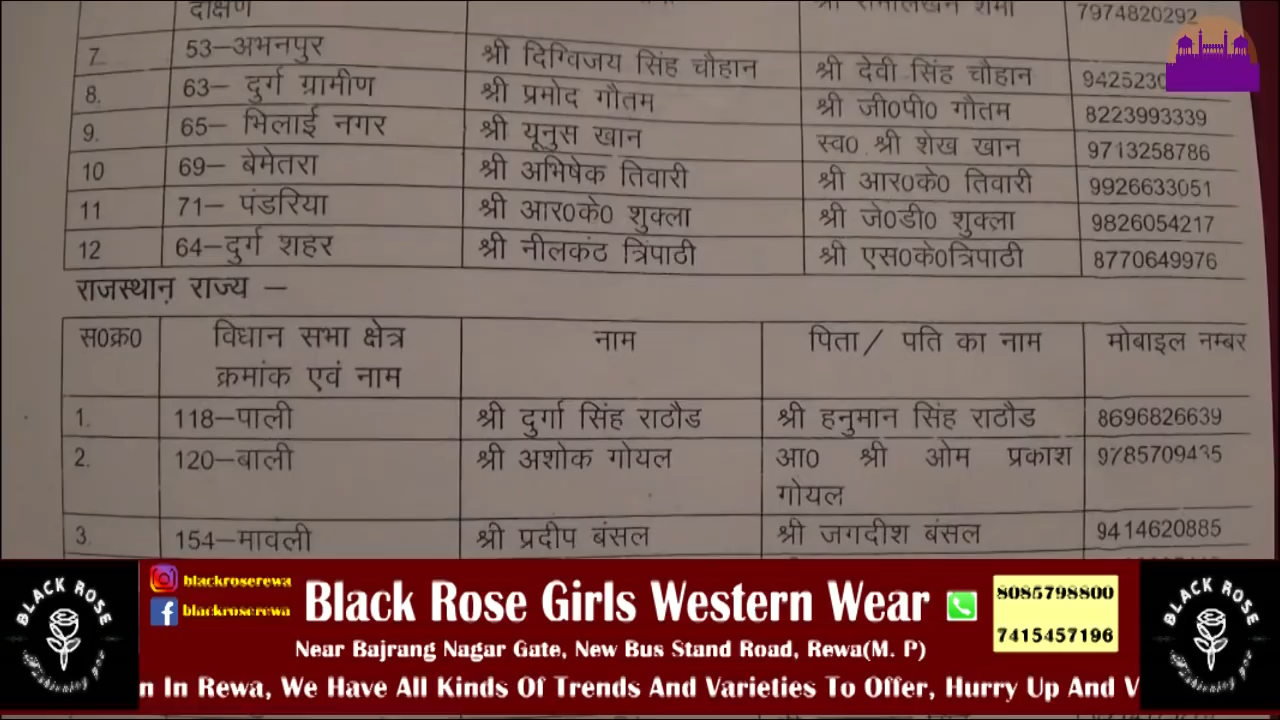 दक्षिण श्री रामलखन शर्मा 7974820292
7. 53–अभनपुर श्री दिग्विजय सिंह चौहान श्री देवी सिंह चौहान
8. 63– दुर्ग ग्रामीण श्री प्रमोद गौतम श्री जी0पी0 गौतम 8223993339
9. 65– भिलाई नगर श्री यूनुस खान स्व0 श्री शेख खान 9713258786
10 69– बेमेतरा श्री अभिषेक तिवारी श्री आर0के0 तिवारी 9926633051
11 71– पंडरिया श्री आर0के0 शुक्ला श्री जे0डी0 शुक्ला 9826054217
12 64–दुर्ग शहर श्री नीलकंठ त्रिपाठी श्री एस0के0त्रिपाठी 8770649976
राजस्थान राज्य –
स0क्र0 विधान सभा क्षेत्र नाम पिता/ पति का नाम मोबाइल नम्बर
क्रमांक एवं नाम
1. 118–पाली श्री दुर्गा सिंह राठौड श्री हनुमान सिंह राठौड 8696826639
2. 120–बाली श्री अशोक गोयल आ0 श्री ओम प्रकाश 9785709435
गोयल
3. 154–मावली श्री प्रदीप बंसल श्री जगदीश बंसल 9414620885
BLACK ROSE
blackroserewa
blackroserewa
Black Rose Girls Western Wear
8085798800
7415457196
Near Bajrang Nagar Gate, New Bus Stand Road, Rewa(M. P)
n In Rewa, We Have All Kinds Of Trends And Varieties To Offer, Hurry Up And V
BLACK ROSE